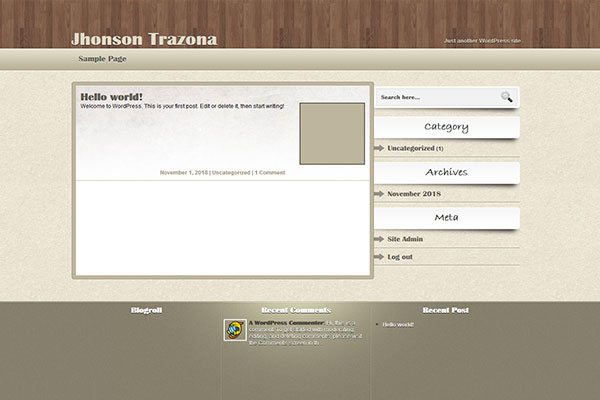 Jhonson Trazona
Just another WordPress site
Sample Page
Hello world!
Welcome to WordPress. This is your first post. Edit or delete it, then start writing!
November 1, 2018 | Uncategorized | 1 Comment
Search here...
Category
Uncategorized (1)
Archives
November 2018
Meta
Site Admin
Log out
Blogroll
Recent Comments
A WordPress Commenter: Hi, this is a
comment. To get started with moderating,
editing, and deleting comments, please visit
the Comments screen in th
Recent Post
Hello world!